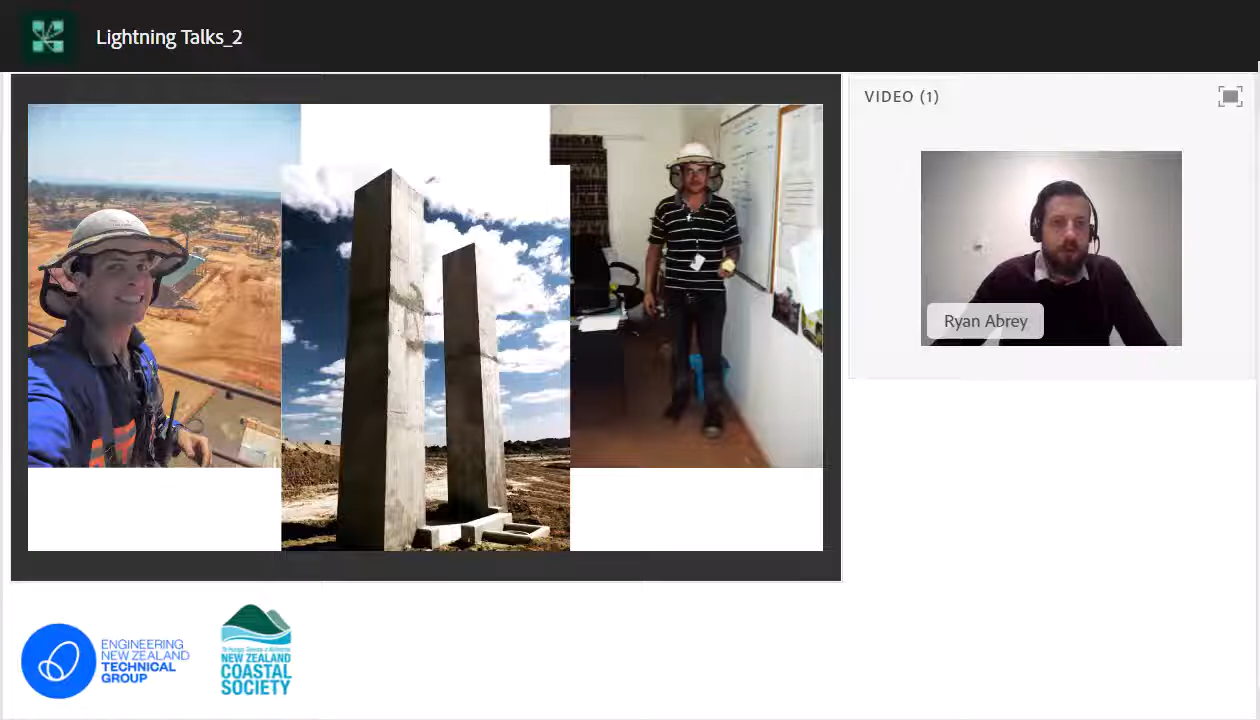 Lightning Talks_2
VIDEO (1)
Ryan Abrey
ENGINEERING
NEW ZEALAND
TECHNICAL
GROUP
NEW ZEALAND
COASTAL
SOCIETY